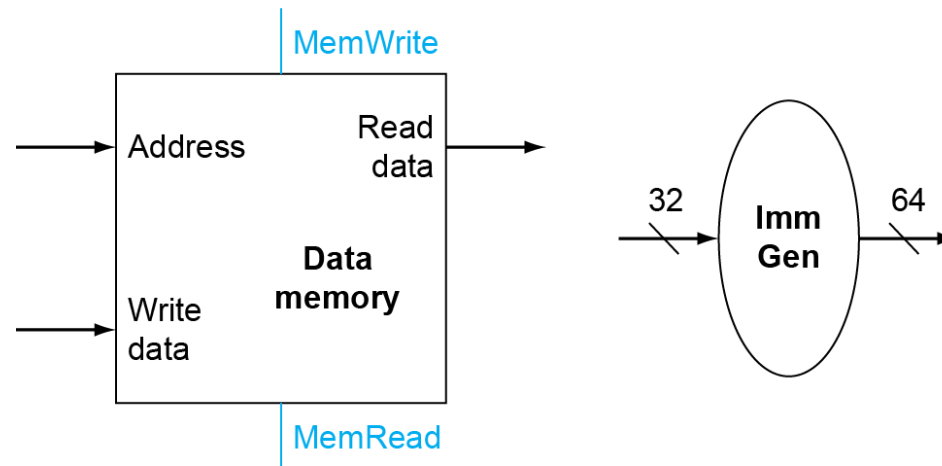 MemWrite
Address
Read
data
Data
memory
Write
data
MemRead
32
Imm
Gen
64